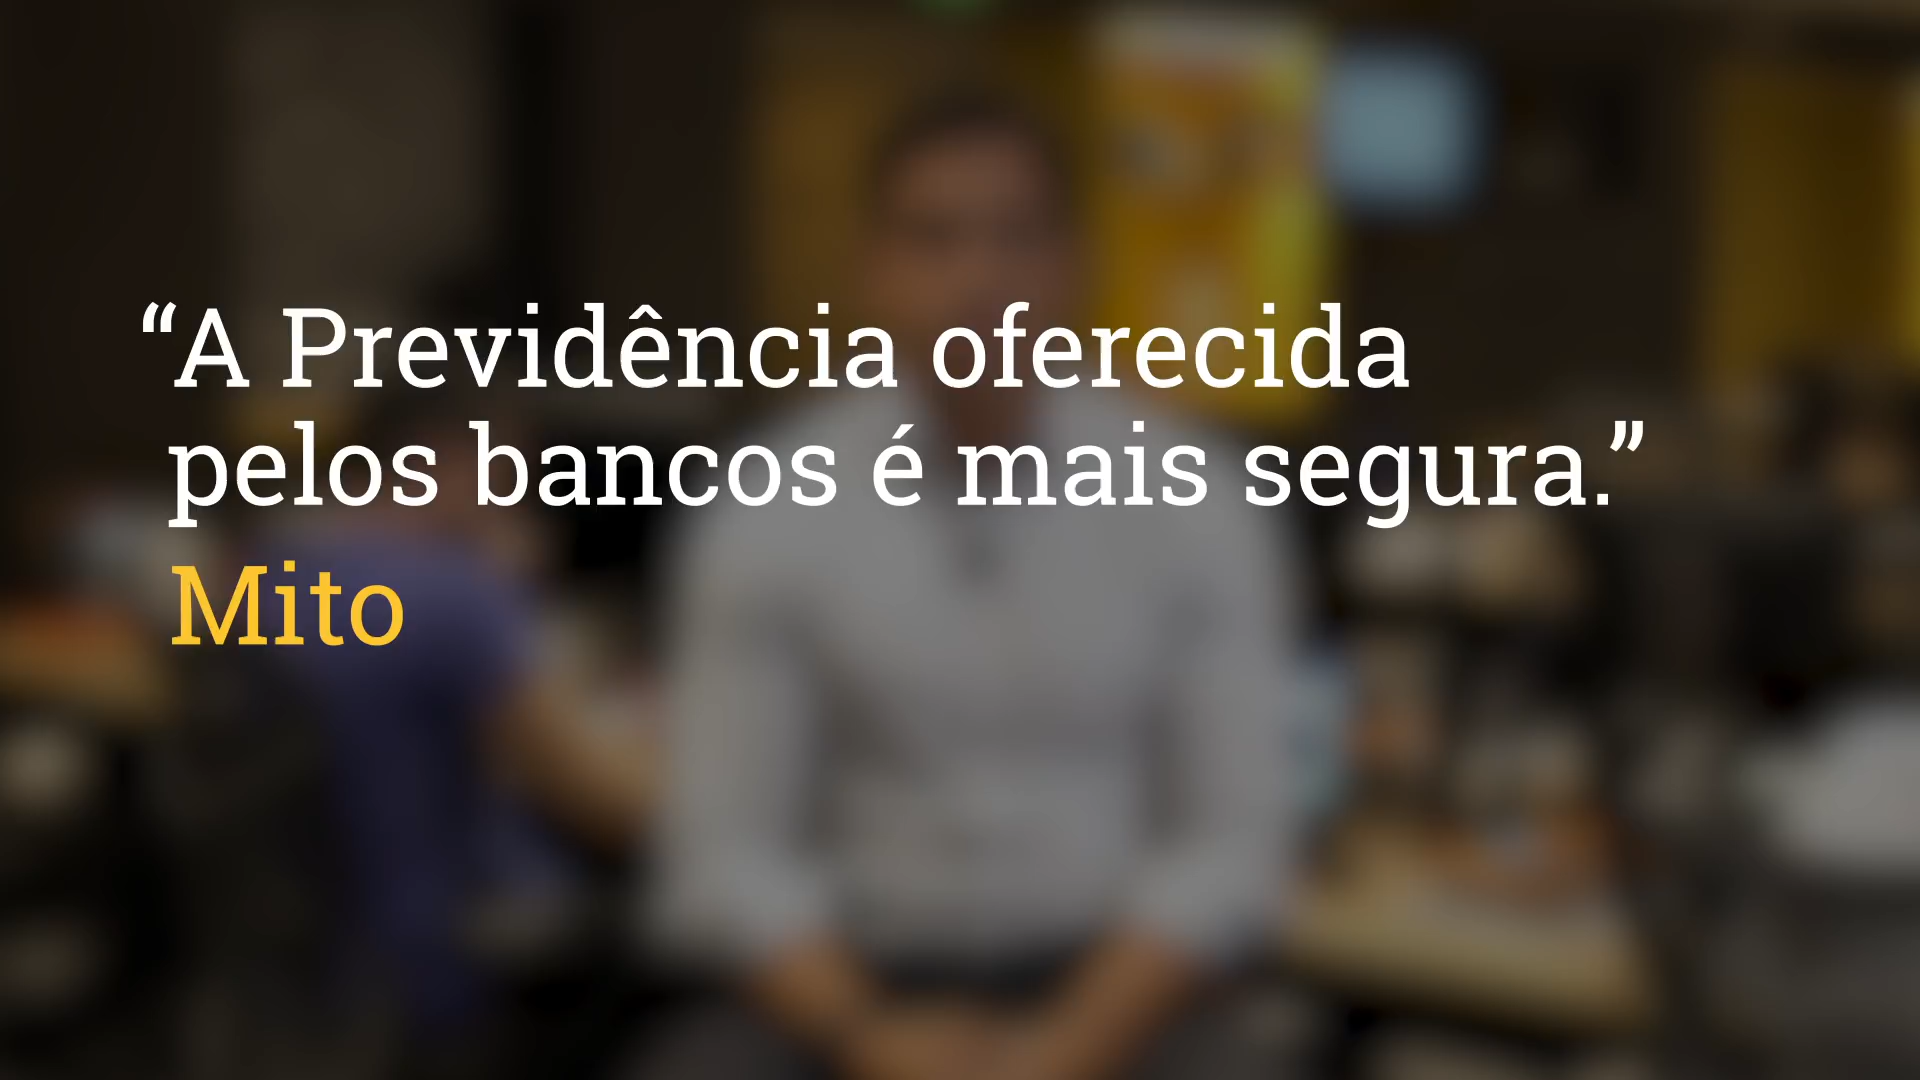 “A Previdência oferecida
pelos bancos é mais segura.”
Mito